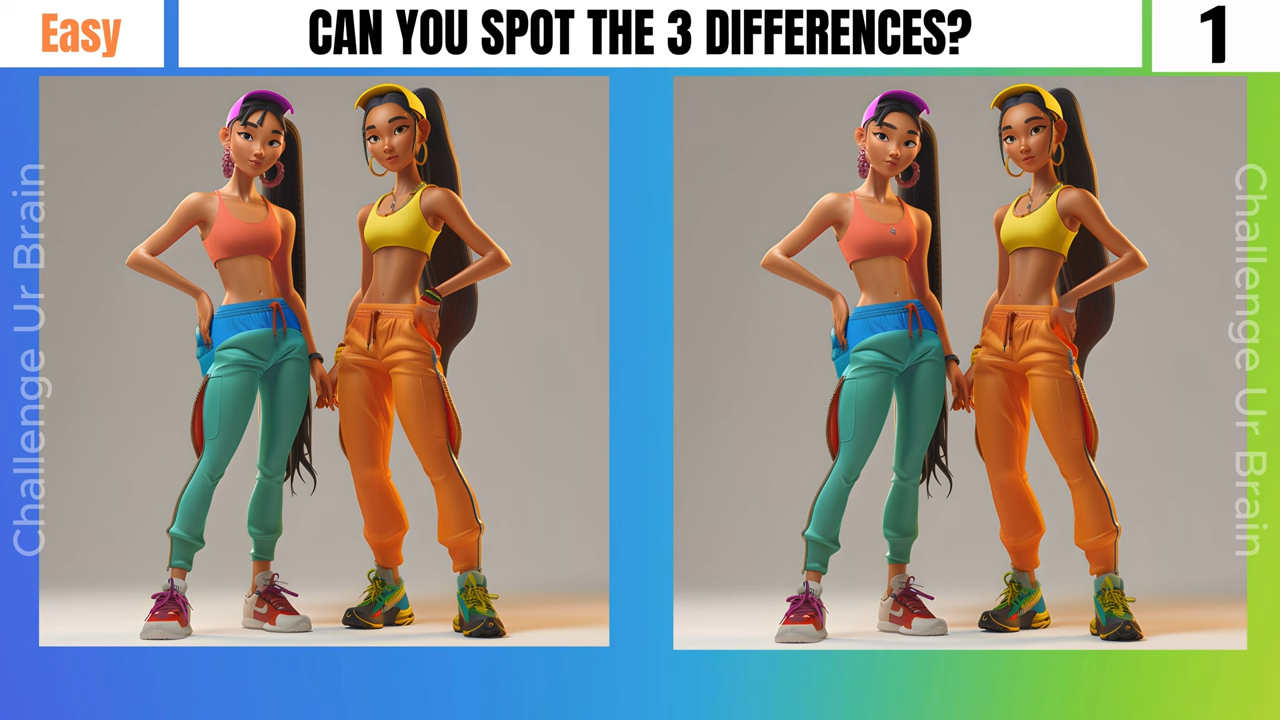 Easy
CAN YOU SPOT THE 3 DIFFERENCES?
1
Challenge Ur Brain
Challenge Ur Brain